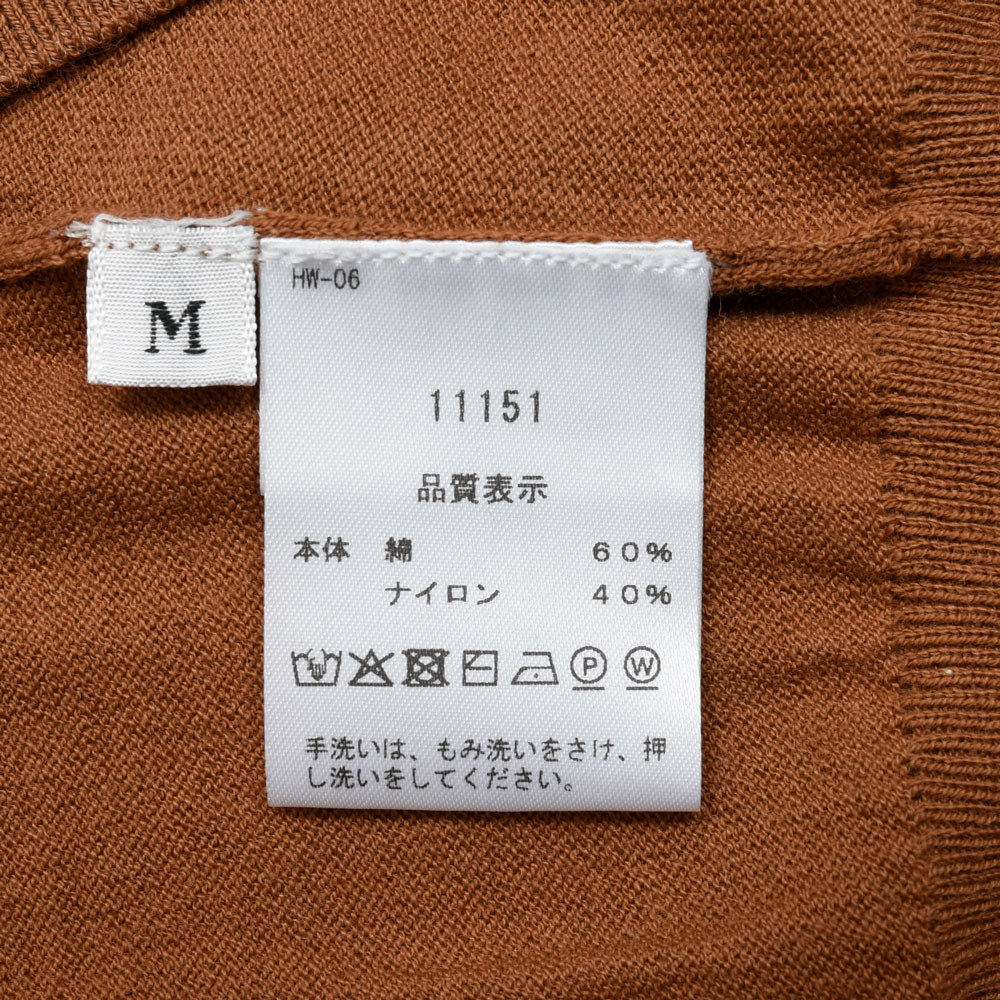 M
HW-06
11151
品質表示
本体 綿 60%
ナイロン 40%
P W
手洗いは、もみ洗いをさけ、押
し洗いをしてください。